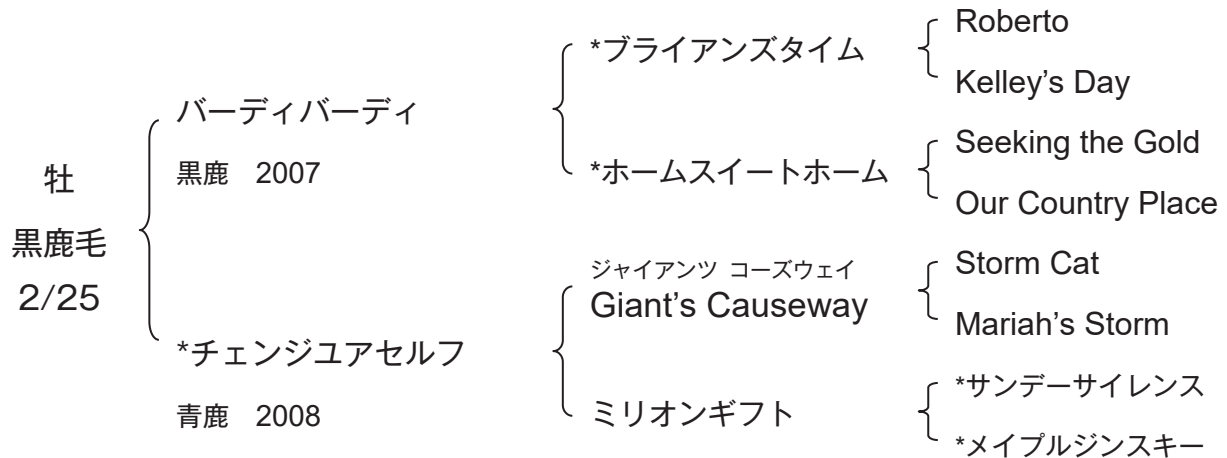 牡
黒鹿毛
2/25
バーディバーディ
黒鹿 2007
*ブライアンズタイム
Roberto
Kelley's Day
*ホームスイートホーム
Seeking the Gold
Our Country Place
*チェンジユアセルフ
青鹿 2008
ジャイアンツ コーズウェイ
Giant's Causeway
Storm Cat
Mariah's Storm
ミリオンギフト
*サンデーサイレンス
*メイプルジンスキー